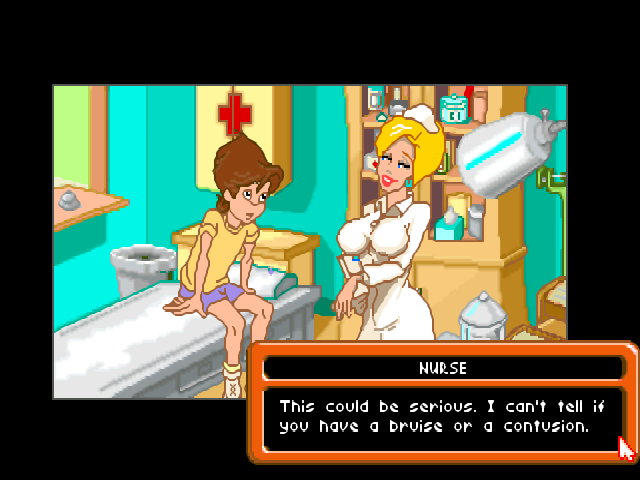 NURSE
This could be serious. I can't tell if
you have a bruise or a contusion.